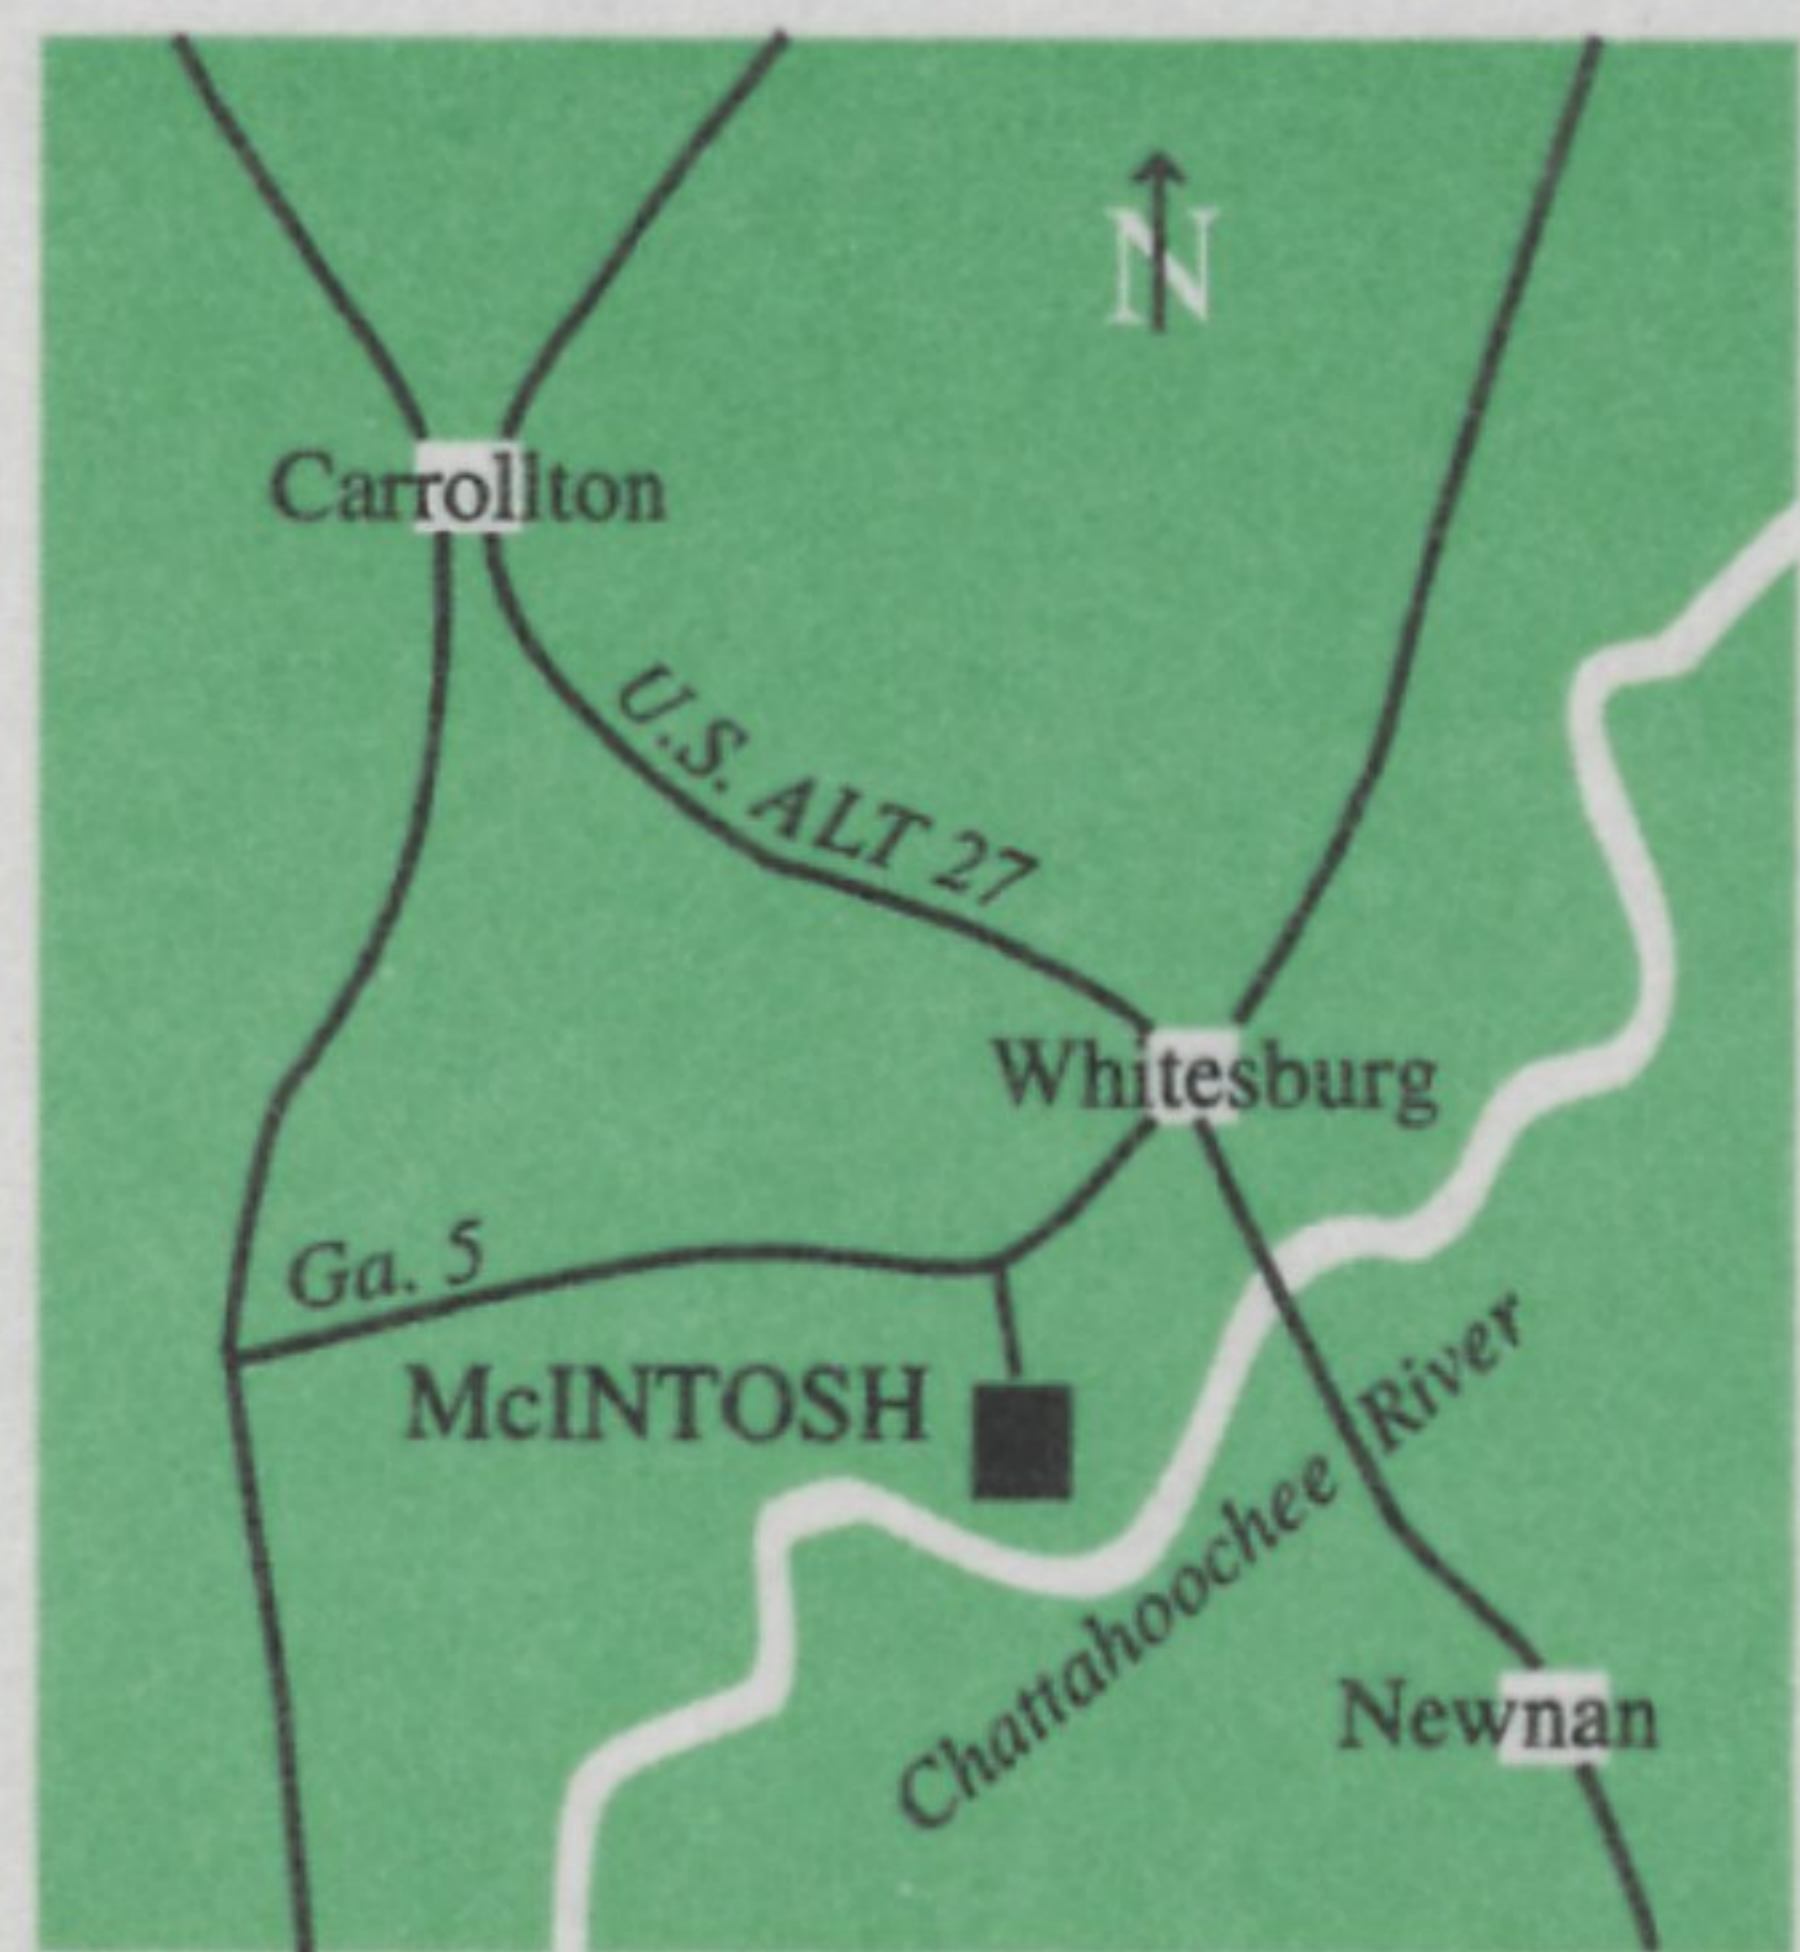 N
Carrollton
U.S. ALT 27
Whitesburg
Ga. 5
McINTOSH
Chattahoochee River
Newnan